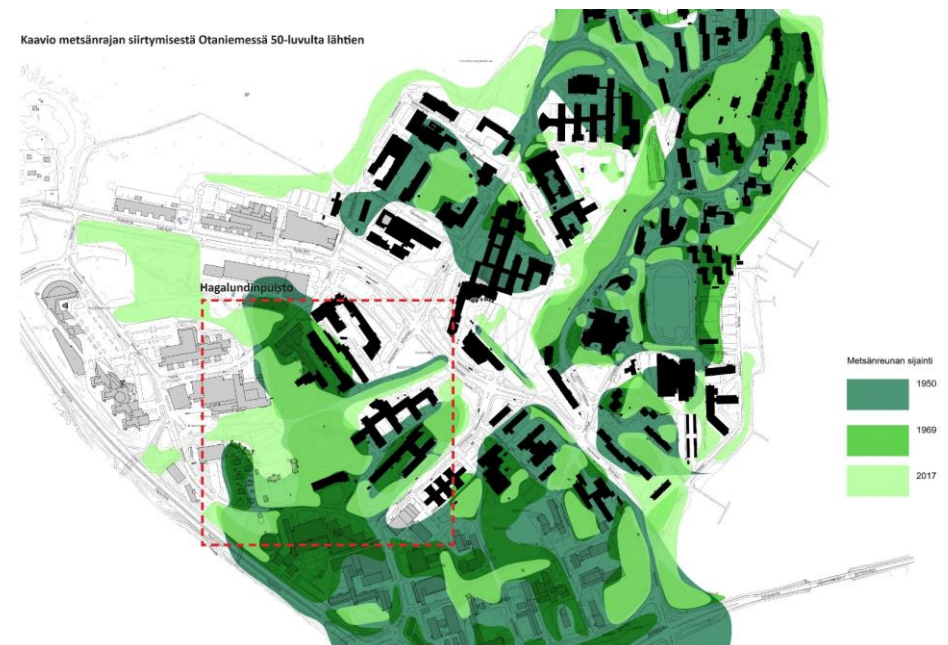 Kaavio metsänrajan siirtymisestä Otaniemessä 50-luvulta lähtien
Hagalundinpuisto
Metsänreunan sijainti
1950
1969
2017